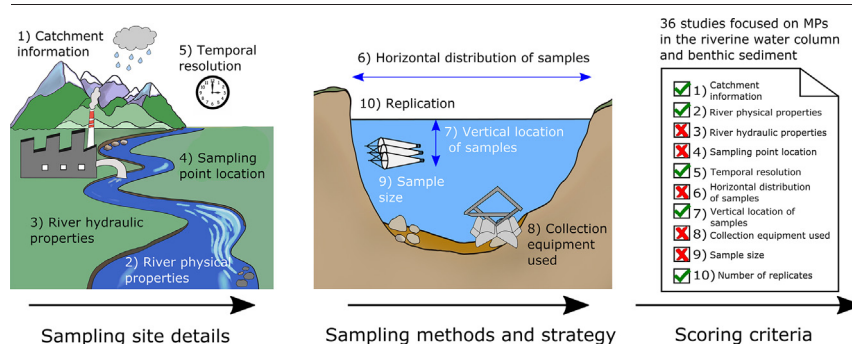 1) Catchment
information
5) Temporal
resolution
4) Sampling
point location
3) River hydraulic
properties
2) River physical
properties
Sampling site details
6) Horizontal distribution of samples
10) Replication
7) Vertical location
of samples
9) Sample
size
8) Collection
equipment
used
Sampling methods and strategy
36 studies focused on MPs
in the riverine water column
and benthic sediment
1) Catchment
information
2) River physical properties
3) River hydraulic properties
4) Sampling point location
5) Temporal resolution
6) Horizontal distribution
of samples
7) Vertical location of
samples
8) Collection equipment used
9) Sample size
10) Number of replicates
Scoring criteria